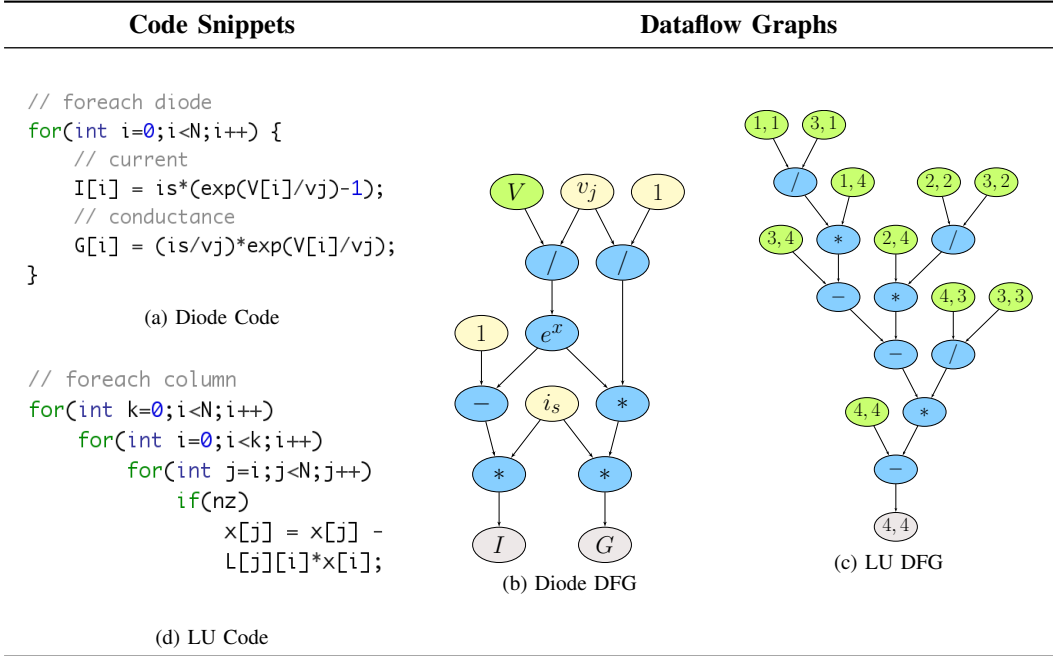 Code Snippets
Dataflow Graphs
// foreach diode
for(int i=0;i<N;i++) {
// current
I[i] = is*(exp(V[i]/vj)-1);
// conductance
G[i] = (is/vj)*exp(V[i]/vj);
}
(a) Diode Code
// foreach column
for(int k=0;i<N;i++)
for(int i=0;i<k;i++)
for(int j=i;j<N;j++)
if(nz)
x[j] = x[j] -
L[j][i]*x[i];
(d) LU Code
V v_j 1
/ /
1 e^x
− i_s *
* *
I G
(b) Diode DFG
1,1 3,1
/ 1,4 2,2 3,2
3,4 * 2,4 /
− * 4,3 3,3
− /
4,4 *
−
4,4
(c) LU DFG